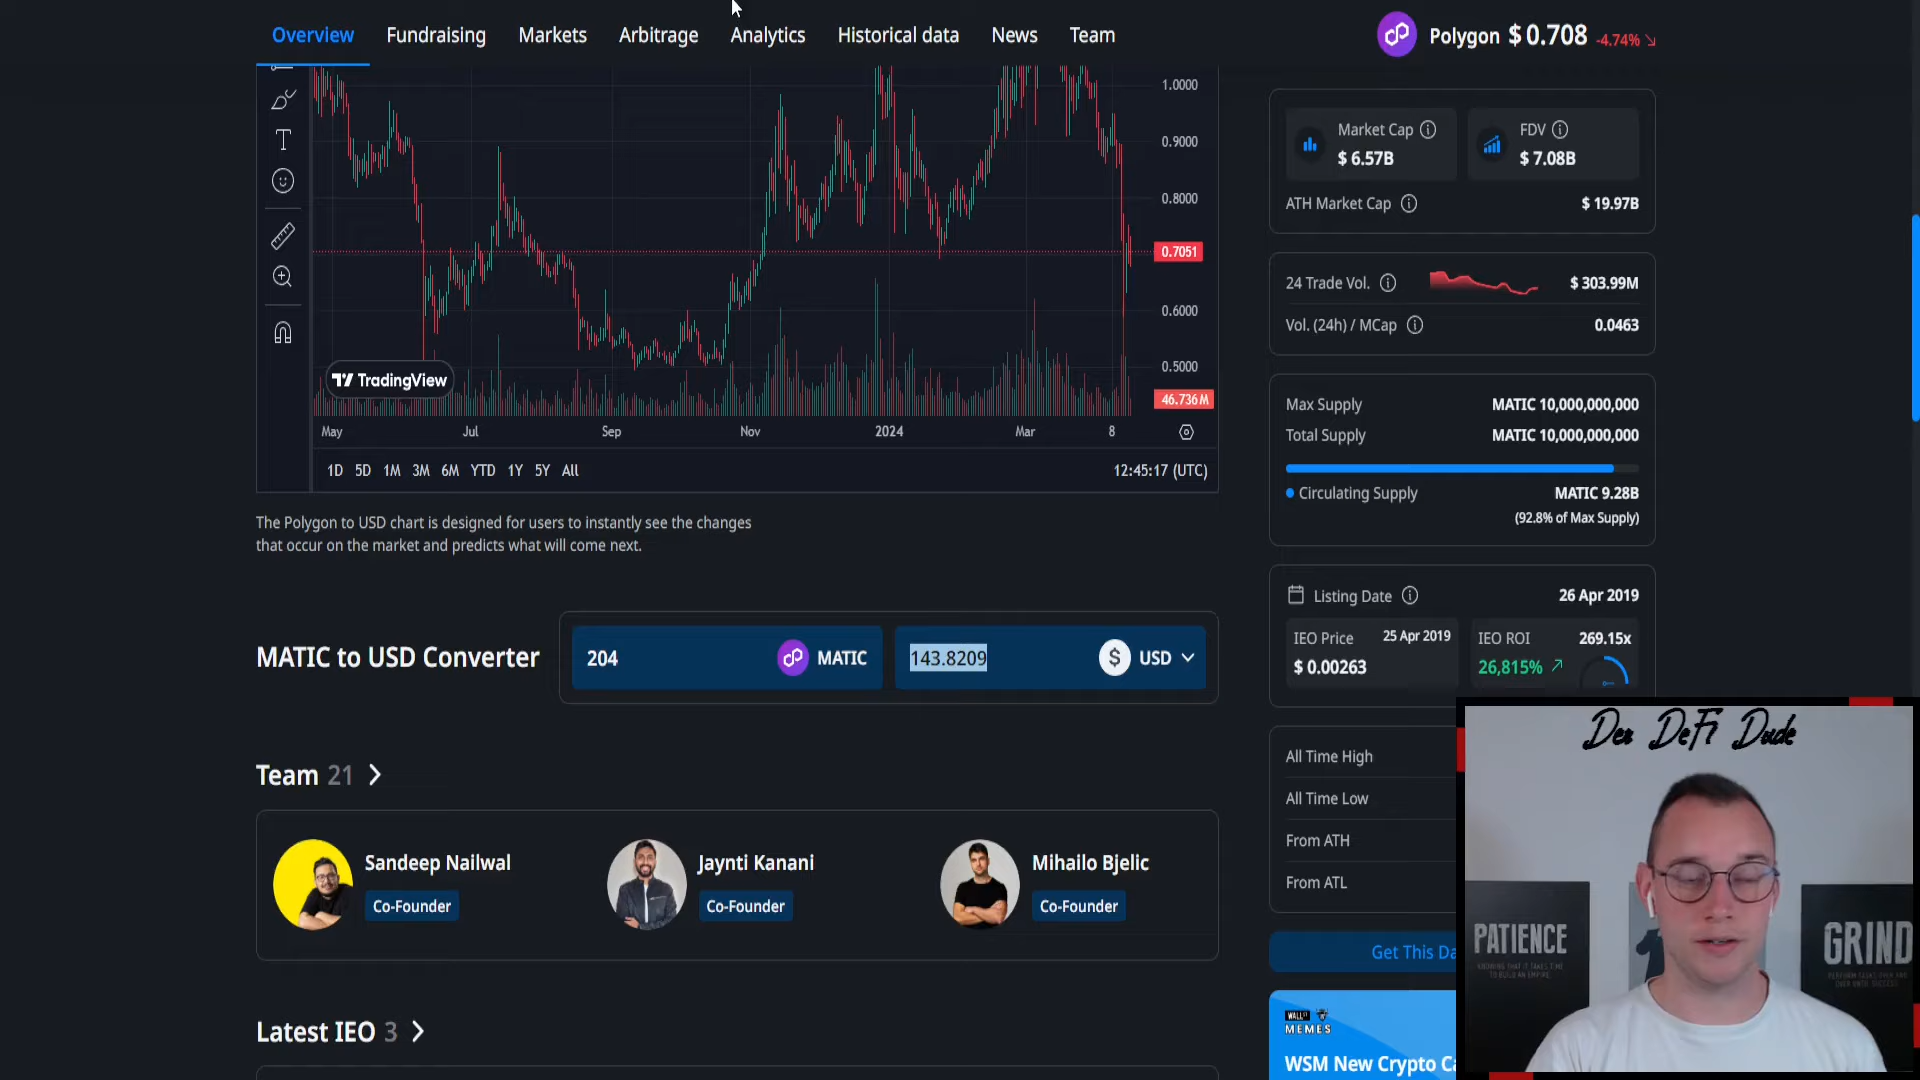 Overview Fundraising Markets Arbitrage Analytics Historical data News Team
Polygon $ 0.708 -4.74%
1.0000
0.9000
0.8000
0.7051
0.6000
0.5000
46.736M
TradingView
May Jul Sep Nov 2024 Mar 8
1D 5D 1M 3M 6M YTD 1Y 5Y All
12:45:17 (UTC)
The Polygon to USD chart is designed for users to instantly see the changes
that occur on the market and predicts what will come next.
MATIC to USD Converter
204 MATIC
143.8209 USD
Team 21
Sandeep Nailwal
Co-Founder
Jaynti Kanani
Co-Founder
Mihailo Bjelic
Co-Founder
Latest IEO 3
Market Cap
$ 6.57B
FDV
$ 7.08B
ATH Market Cap $ 19.97B
24 Trade Vol. $ 303.99M
Vol. (24h) / MCap 0.0463
Max Supply MATIC 10,000,000,000
Total Supply MATIC 10,000,000,000
Circulating Supply MATIC 9.28B
(92.8% of Max Supply)
Listing Date 26 Apr 2019
IEO Price 25 Apr 2019
$ 0.00263
IEO ROI 269.15x
26,815%
All Time High
All Time Low
From ATH
From ATL
Get This Da
WALL ST
MEMES
WSM New Crypto Ca
Der DeFi Dude
PATIENCE
GRIND